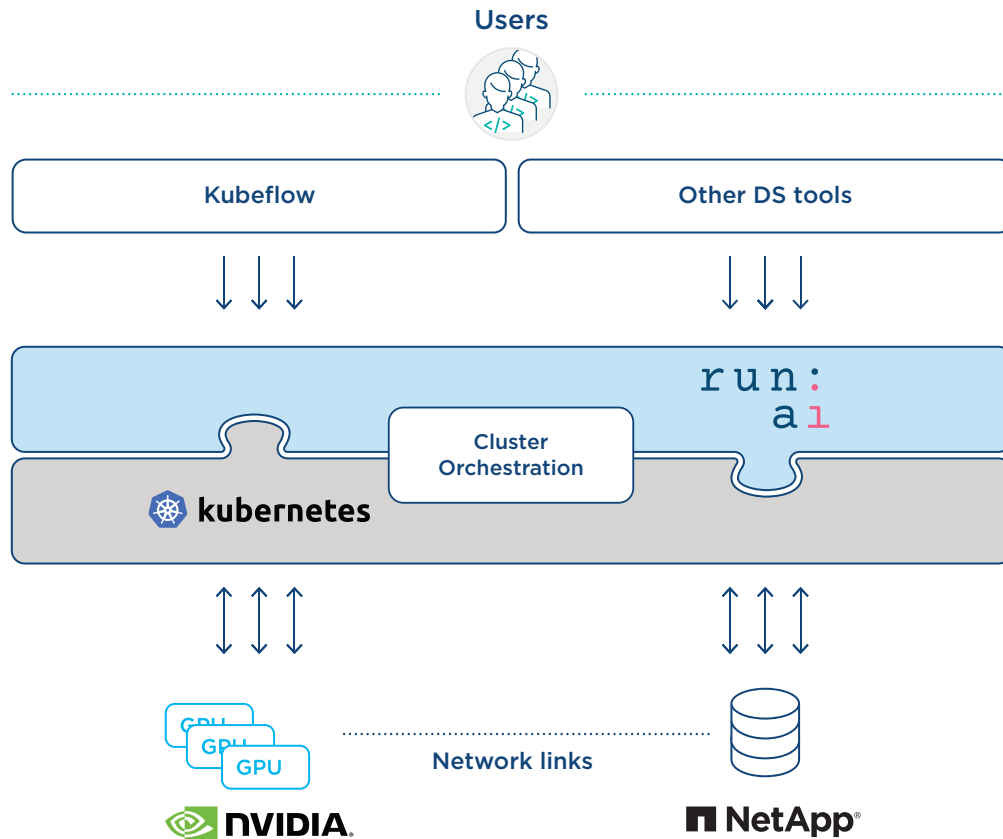 Users
</>
</>
</>
Kubeflow
Other DS tools
run:
ai
Cluster
Orchestration
kubernetes
GPU
GPU
GPU
Network links
NVIDIA.
NetApp®